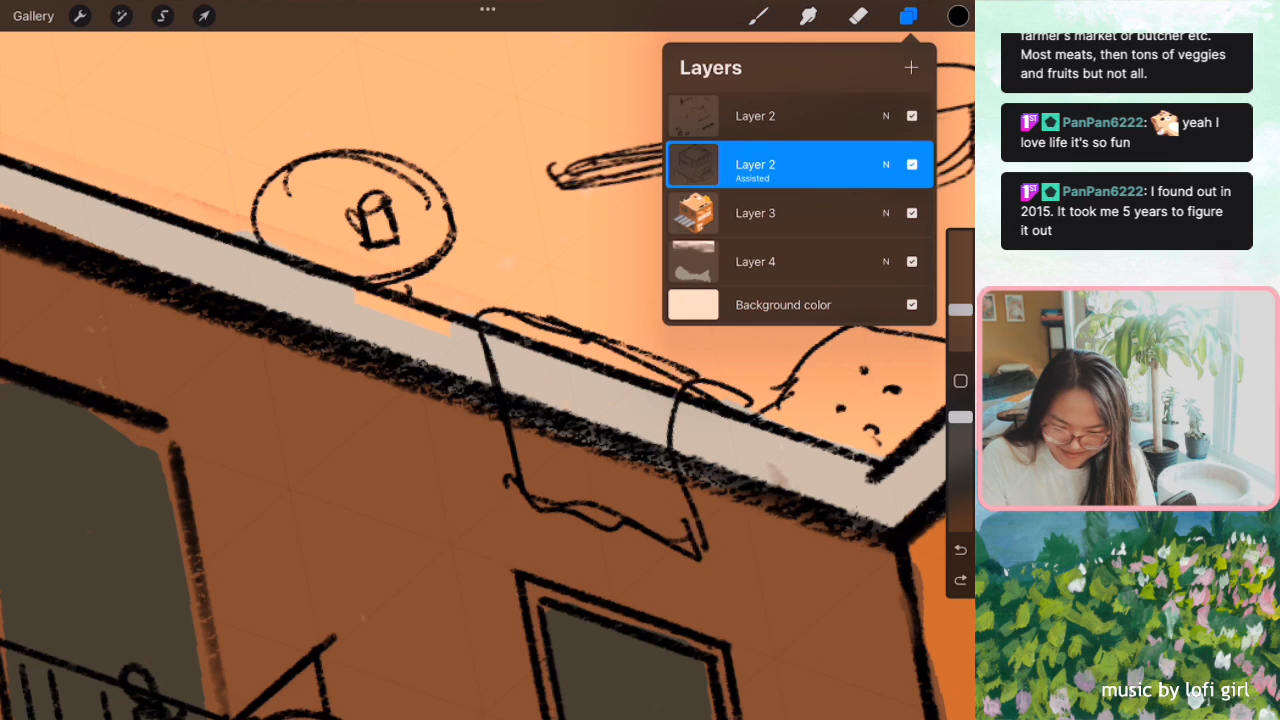 Gallery
Layers
Layer 2
N
Layer 2
Assisted
N
Layer 3
N
Layer 4
N
Background color
farmer's market or butcher etc.
Most meats, then tons of veggies
and fruits but not all.
1ST PanPan6222: yeah I
love life it's so fun
1ST PanPan6222: I found out in
2015. It took me 5 years to figure
it out
music by lofi girl